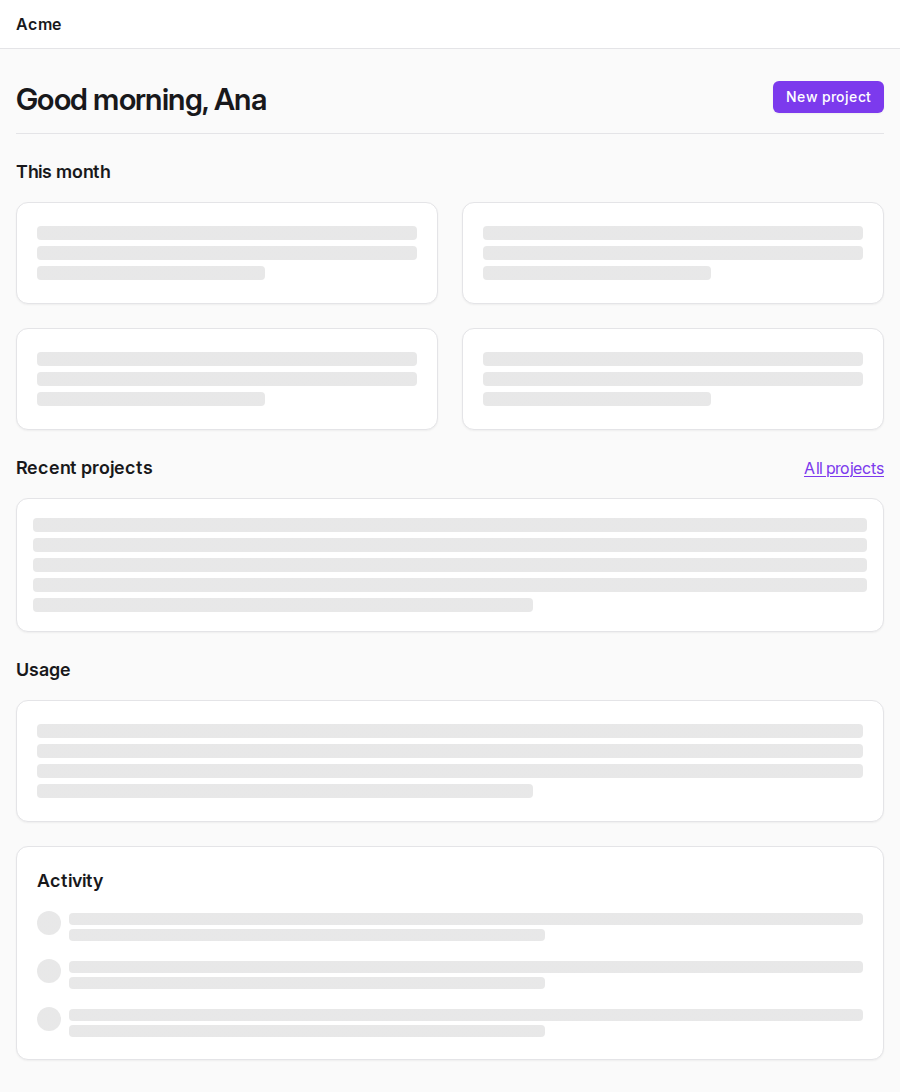 Acme
Good morning, Ana
New project
This month
Recent projects
All projects
Usage
Activity